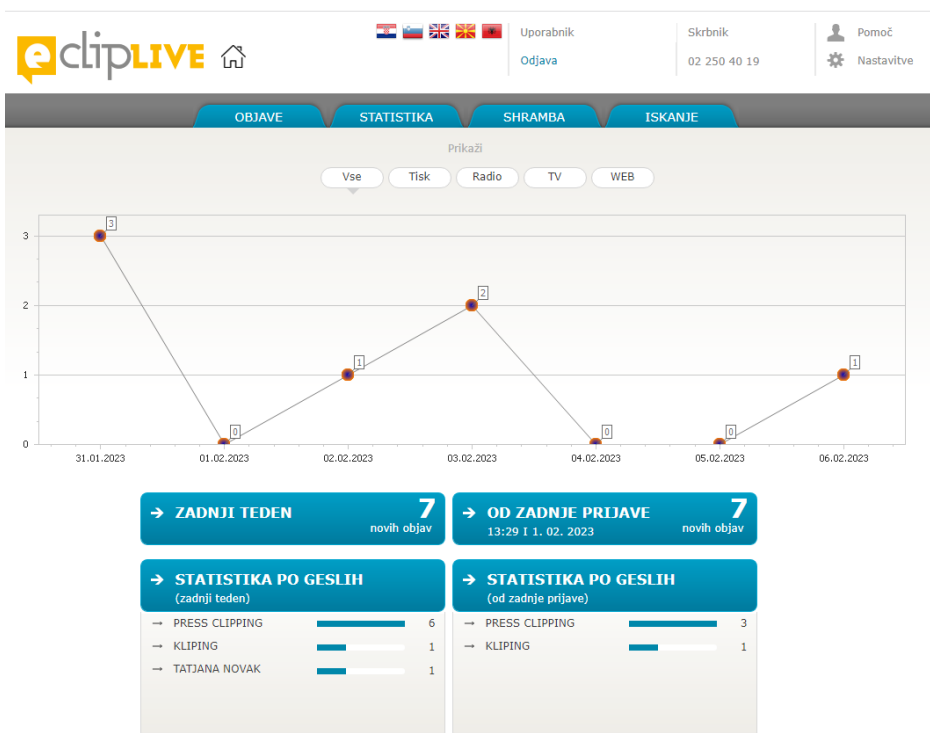 ecliplive
Uporabnik
Odjava
Skrbnik
02 250 40 19
Pomoč
Nastavitve
OBJAVE STATISTIKA SHRAMBA ISKANJE
Prikaži
Vse Tisk Radio TV WEB
3
2
1
0
3
0
1
2
0
0
1
31.01.2023 01.02.2023 02.02.2023 03.02.2023 04.02.2023 05.02.2023 06.02.2023
ZADNJI TEDEN 7
novih objav
OD ZADNJE PRIJAVE 7
13:29 I 1. 02. 2023 novih objav
STATISTIKA PO GESLIH
(zadnji teden)
PRESS CLIPPING 6
KLIPING 1
TATJANA NOVAK 1
STATISTIKA PO GESLIH
(od zadnje prijave)
PRESS CLIPPING 3
KLIPING 1